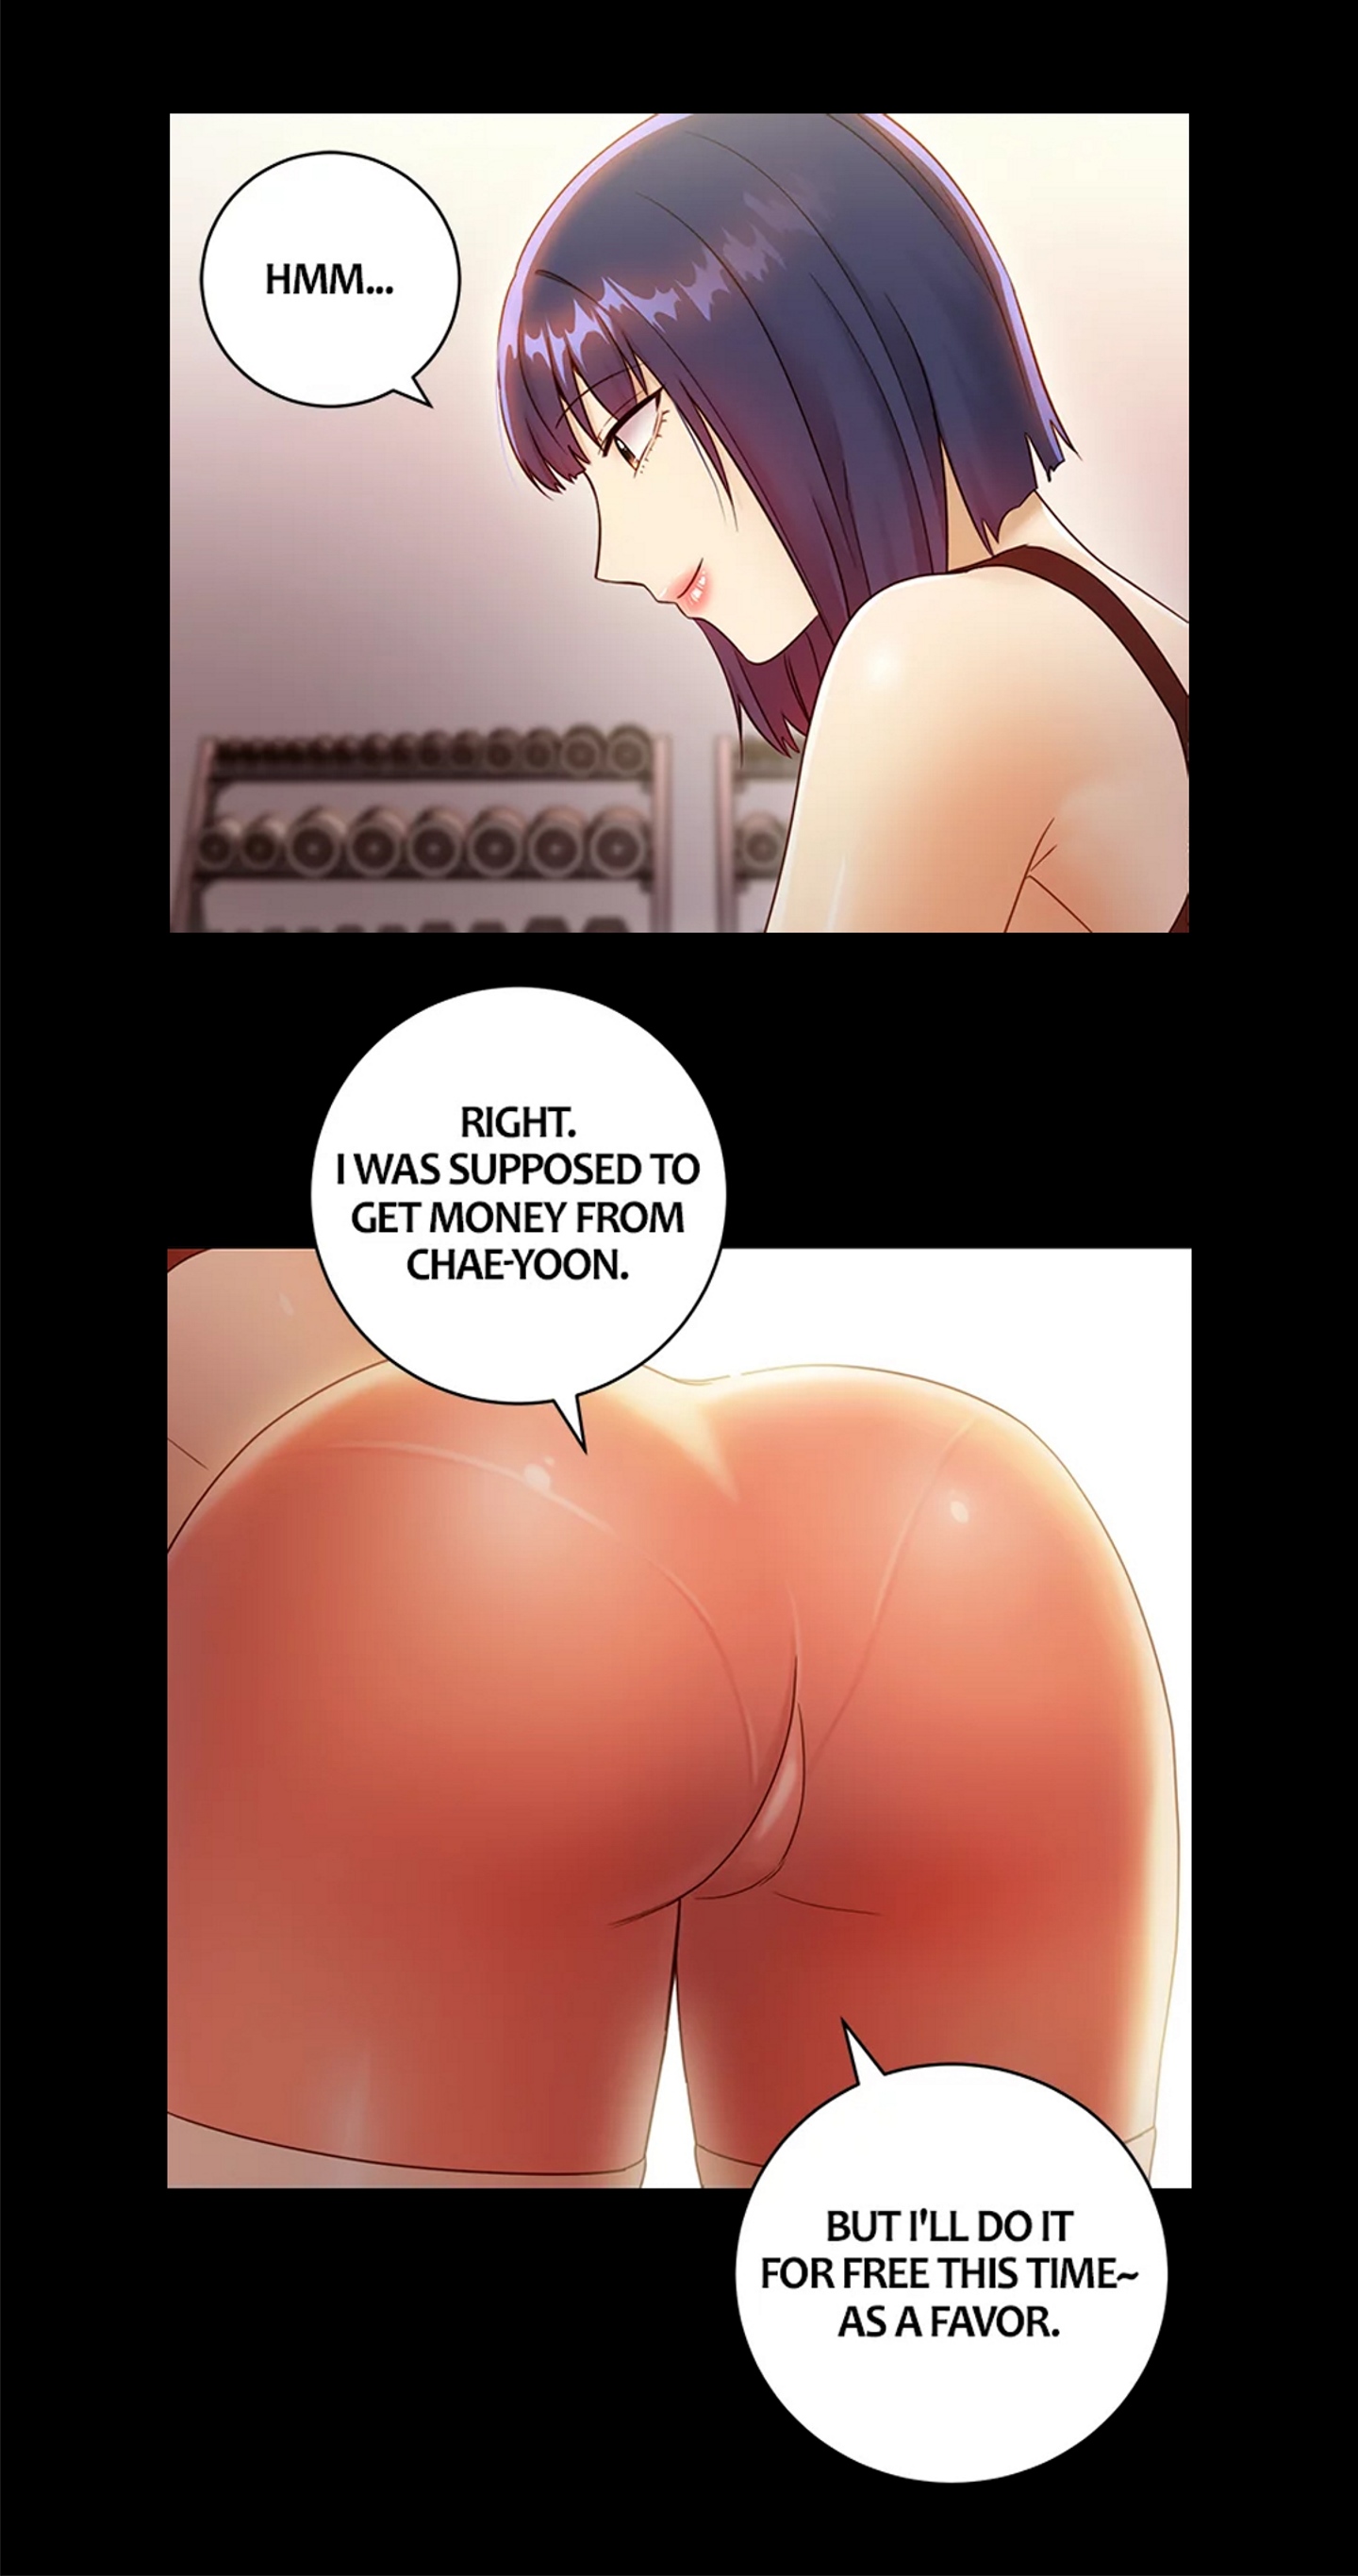 HMM...
RIGHT.
I WAS SUPPOSED TO
GET MONEY FROM
CHAE-YOON.
BUT I'LL DO IT
FOR FREE THIS TIME~
AS A FAVOR.